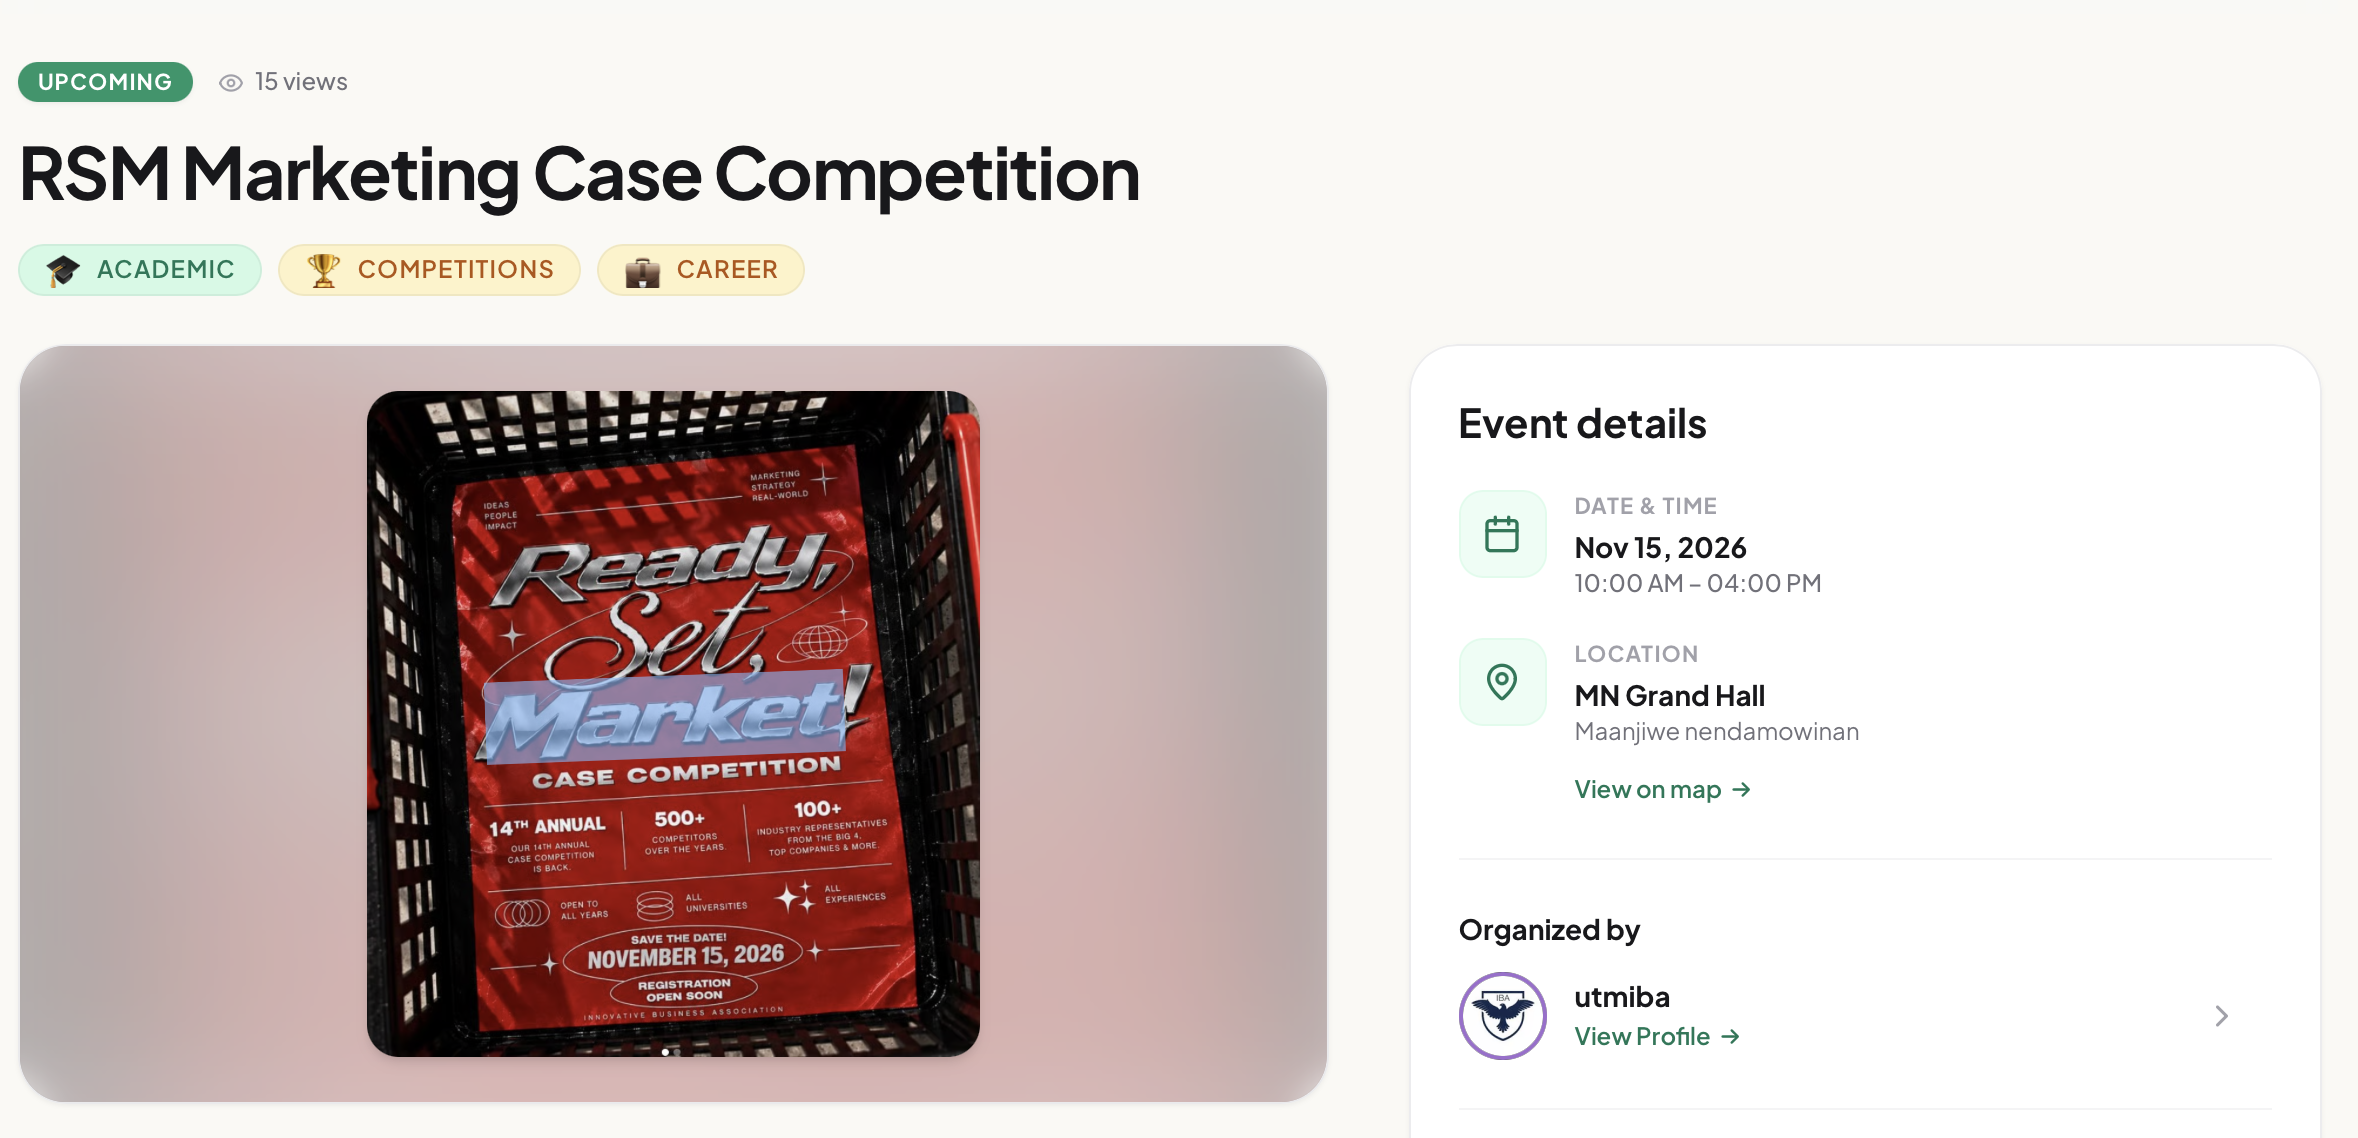 UPCOMING
15 views
RSM Marketing Case Competition
ACADEMIC
COMPETITIONS
CAREER
IDEAS
PEOPLE
IMPACT
MARKETING
STRATEGY
REAL-WORLD
Ready,
Set,
Market!
CASE COMPETITION
14TH ANNUAL
OUR 14TH ANNUAL
CASE COMPETITION
IS BACK.
500+
COMPETITORS
OVER THE YEARS.
100+
INDUSTRY REPRESENTATIVES
FROM THE BIG 4,
TOP COMPANIES & MORE.
OPEN TO
ALL YEARS
ALL
UNIVERSITIES
ALL
EXPERIENCES
SAVE THE DATE!
NOVEMBER 15, 2026
REGISTRATION
OPEN SOON
INNOVATIVE BUSINESS ASSOCIATION
Event details
DATE & TIME
Nov 15, 2026
10:00 AM – 04:00 PM
LOCATION
MN Grand Hall
Maanjiwe nendamowinan
View on map →
Organized by
IBA
utmiba
View Profile →